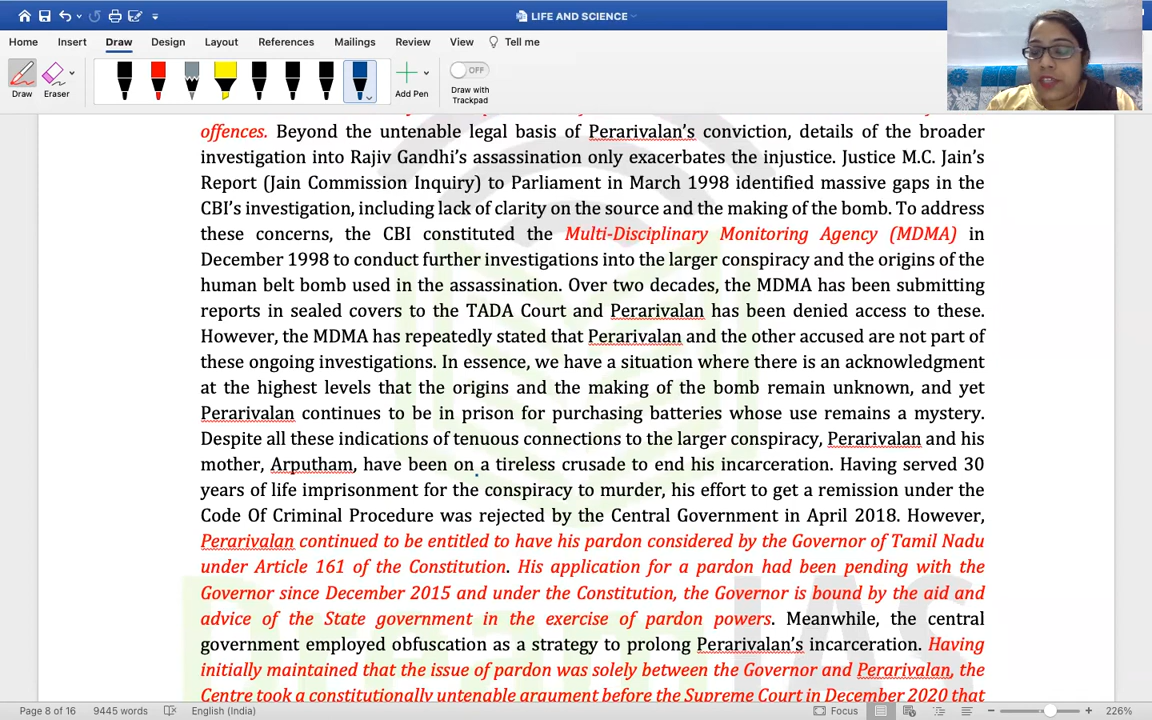 LIFE AND SCIENCE
Home Insert Draw Design Layout References Mailings Review View Tell me
Draw Eraser Add Pen OFF Draw with Trackpad
offences. Beyond the untenable legal basis of Perarivalan's conviction, details of the broader
investigation into Rajiv Gandhi's assassination only exacerbates the injustice. Justice M.C. Jain's
Report (Jain Commission Inquiry) to Parliament in March 1998 identified massive gaps in the
CBI's investigation, including lack of clarity on the source and the making of the bomb. To address
these concerns, the CBI constituted the Multi-Disciplinary Monitoring Agency (MDMA) in
December 1998 to conduct further investigations into the larger conspiracy and the origins of the
human belt bomb used in the assassination. Over two decades, the MDMA has been submitting
reports in sealed covers to the TADA Court and Perarivalan has been denied access to these.
However, the MDMA has repeatedly stated that Perarivalan and the other accused are not part of
these ongoing investigations. In essence, we have a situation where there is an acknowledgment
at the highest levels that the origins and the making of the bomb remain unknown, and yet
Perarivalan continues to be in prison for purchasing batteries whose use remains a mystery.
Despite all these indications of tenuous connections to the larger conspiracy, Perarivalan and his
mother, Arputham, have been on a tireless crusade to end his incarceration. Having served 30
years of life imprisonment for the conspiracy to murder, his effort to get a remission under the
Code Of Criminal Procedure was rejected by the Central Government in April 2018. However,
Perarivalan continued to be entitled to have his pardon considered by the Governor of Tamil Nadu
under Article 161 of the Constitution. His application for a pardon had been pending with the
Governor since December 2015 and under the Constitution, the Governor is bound by the aid and
advice of the State government in the exercise of pardon powers. Meanwhile, the central
government employed obfuscation as a strategy to prolong Perarivalan's incarceration. Having
initially maintained that the issue of pardon was solely between the Governor and Perarivalan, the
Centre took a constitutionally untenable argument before the Supreme Court in December 2020 that
Page 8 of 16 9445 words English (India) Focus 226%